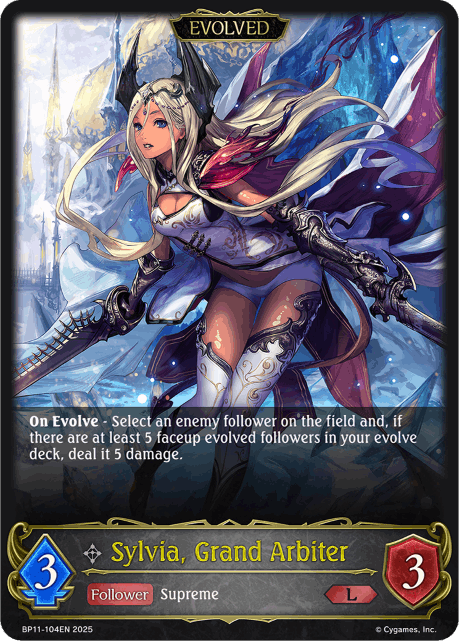 EVOLVED
On Evolve - Select an enemy follower on the field and, if
there are at least 5 faceup evolved followers in your evolve
deck, deal it 5 damage.
Sylvia, Grand Arbiter
3
Follower Supreme L
3
BP11-104EN 2025 © Cygames, Inc.